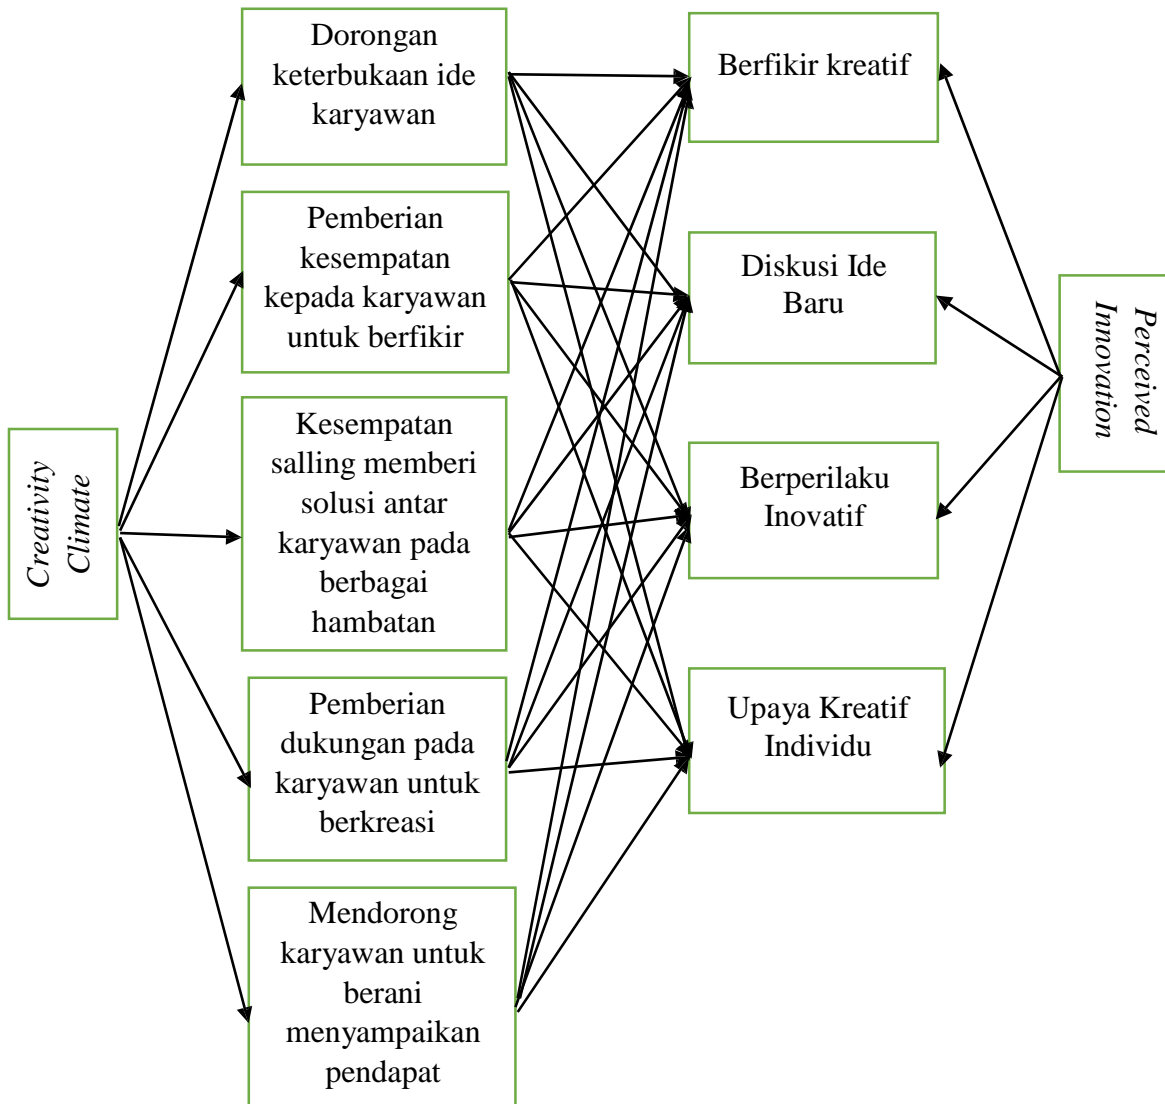 Creativity
Climate
Dorongan
keterbukaan ide
karyawan
Pemberian
kesempatan
kepada karyawan
untuk berfikir
Kesempatan
salling memberi
solusi antar
karyawan pada
berbagai
hambatan
Pemberian
dukungan pada
karyawan untuk
berkreasi
Mendorong
karyawan untuk
berani
menyampaikan
pendapat
Berfikir kreatif
Diskusi Ide
Baru
Berperilaku
Inovatif
Upaya Kreatif
Individu
Perceived
Innovation